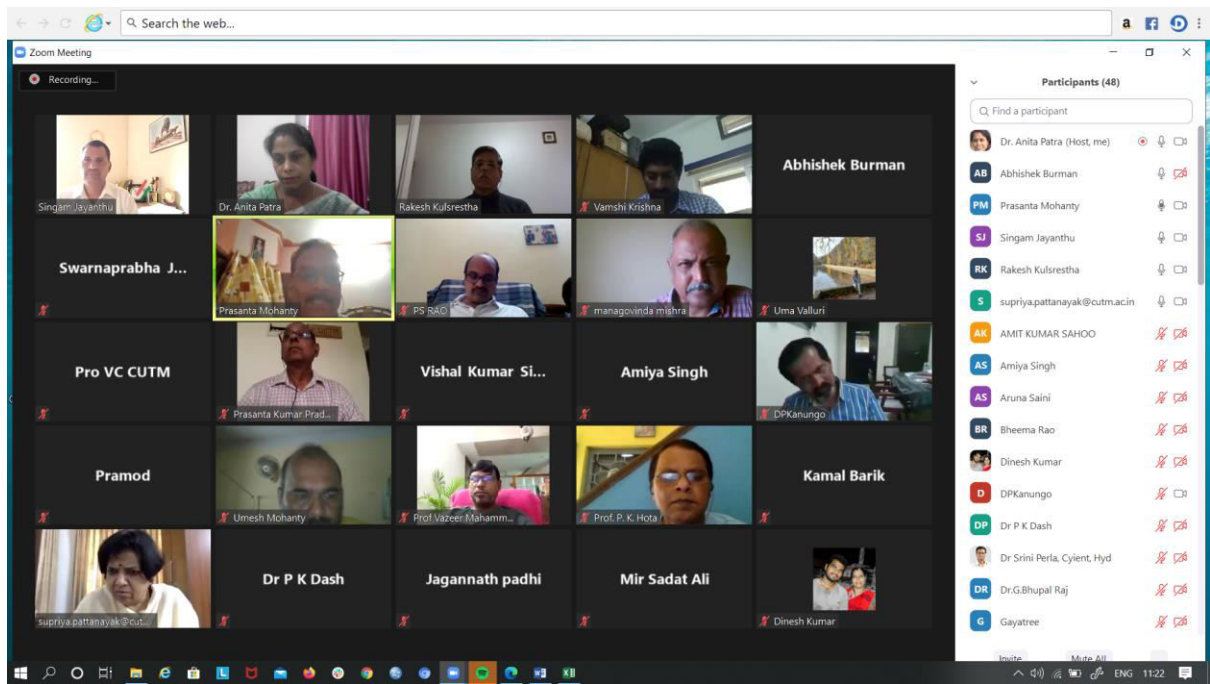 Search the web...
Zoom Meeting
Recording...
Singam Jayanthu
Dr. Anita Patra
Rakesh Kulsrestha
Vamshi Krishna
Abhishek Burman
Swarnaprabha J...
Prasanta Mohanty
PS RAO
managovinda mishra
Uma Valluri
Pro VC CUTM
Prasanta Kumar Prad...
Vishal Kumar Si...
Amiya Singh
DPKanungo
Pramod
Umesh Mohanty
Prof Vazeer Mahamm...
Prof. P. K. Hota
Kamal Barik
supriya.pattanayak@cut...
Dr P K Dash
Jagannath padhi
Mir Sadat Ali
Dinesh Kumar
Participants (48)
Find a participant
Dr. Anita Patra (Host, me)
AB Abhishek Burman
PM Prasanta Mohanty
SJ Singam Jayanthu
RK Rakesh Kulsrestha
S supriya.pattanayak@cutm.ac.in
AK AMIT KUMAR SAHOO
AS Amiya Singh
AS Aruna Saini
BR Bheema Rao
Dinesh Kumar
D DPKanungo
DP Dr P K Dash
Dr Srini Perla, Cyient, Hyd
DR Dr.G.Bhupal Raj
G Gayatree
Invite Mute All
ENG 11:22